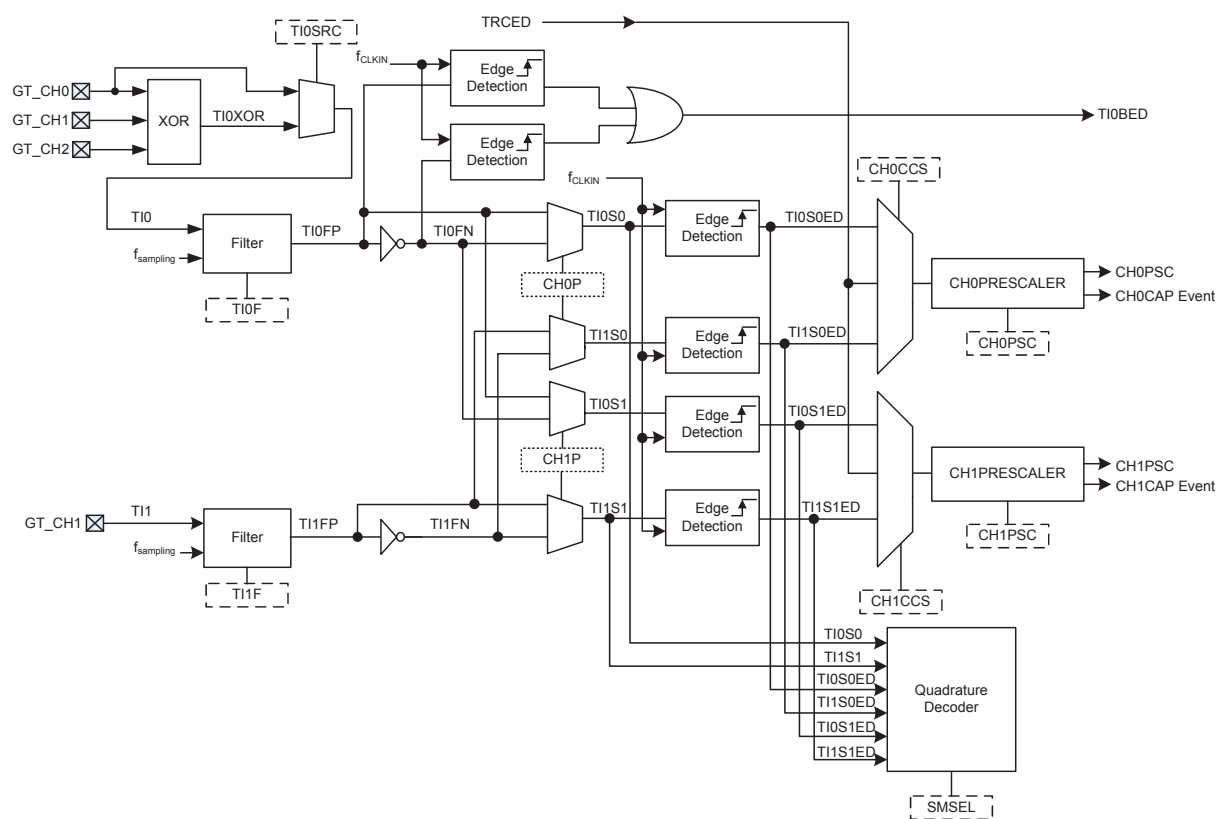 TRCED
TI0SRC
fCLKIN
Edge
Detection
GT_CH0
GT_CH1
GT_CH2
XOR
TI0XOR
TI0BED
Edge
Detection
fCLKIN
CH0CCS
TI0
Filter
fsampling
TI0F
TI0FP
TI0FN
TI0S0
Edge
Detection
TI0S0ED
CH0P
CH0PRESCALER
CH0PSC
CH0CAP Event
CH0PSC
TI1S0
Edge
Detection
TI1S0ED
TI0S1
Edge
Detection
TI0S1ED
CH1P
CH1PRESCALER
CH1PSC
CH1CAP Event
CH1PSC
GT_CH1
TI1
Filter
fsampling
TI1F
TI1FP
TI1FN
TI1S1
Edge
Detection
TI1S1ED
CH1CCS
TI0S0
TI1S1
TI0S0ED
TI1S0ED
TI0S1ED
TI1S1ED
Quadrature
Decoder
SMSEL